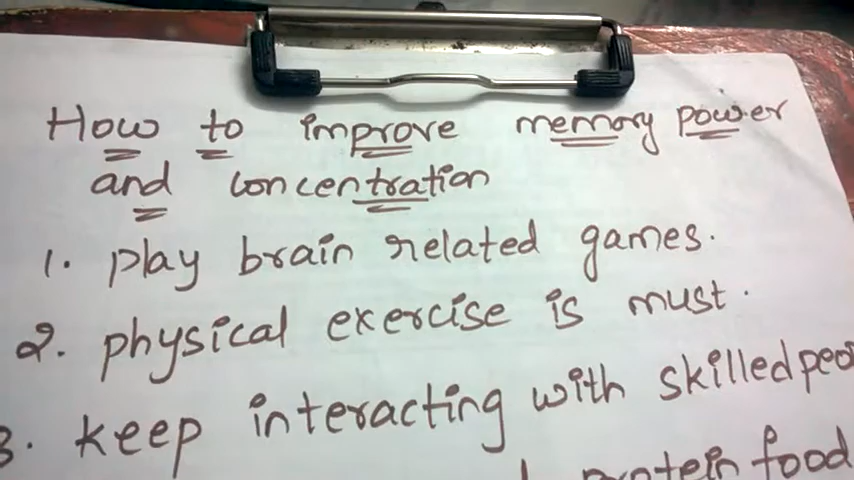 How to improve memory power
and concentration
1. play brain related games.
2. physical exercise is must.
3. keep interacting with skilled
protein food